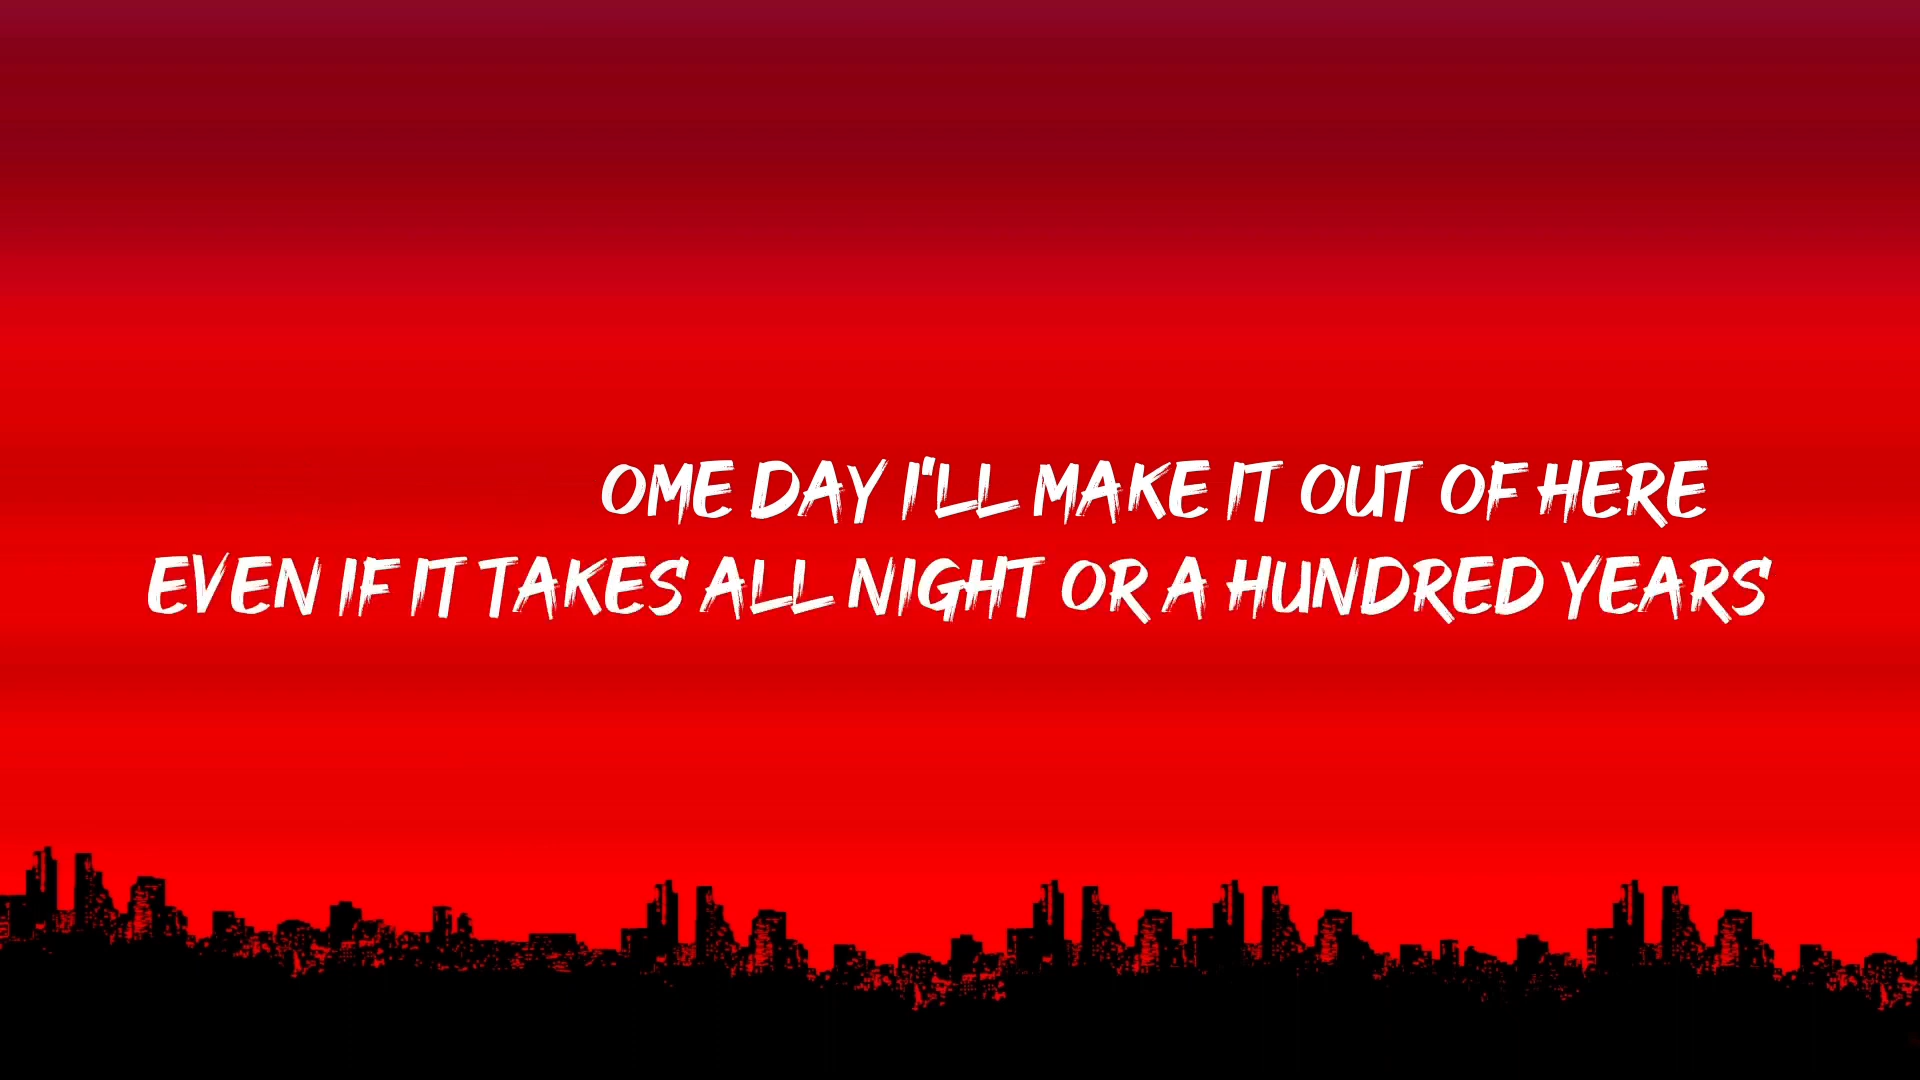 OME DAY I'LL MAKE IT OUT OF HERE
EVEN IF IT TAKES ALL NIGHT OR A HUNDRED YEARS